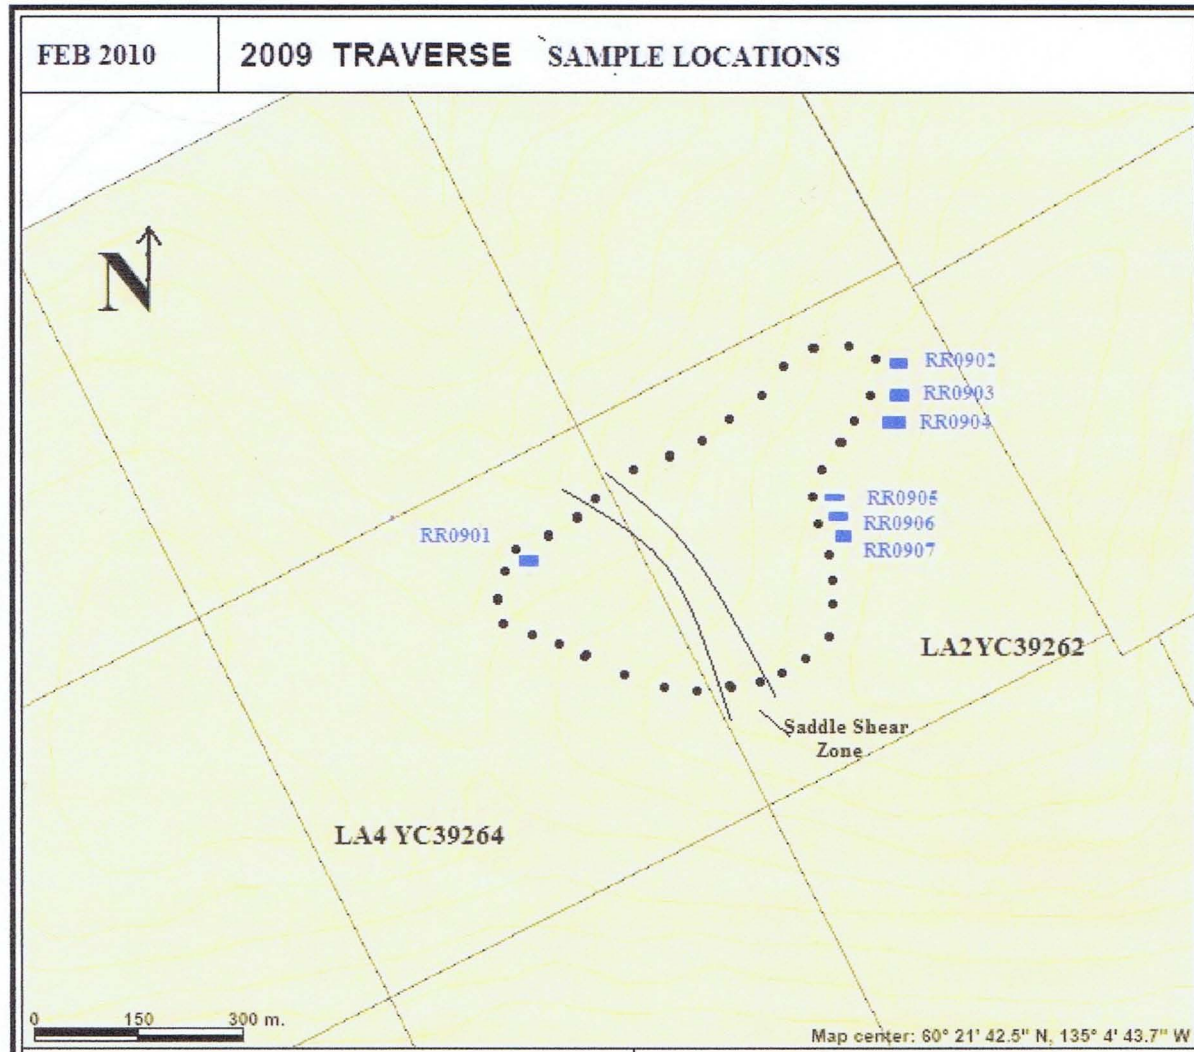 FEB 2010
2009 TRAVERSE SAMPLE LOCATIONS
N
RR0902
RR0903
RR0904
RR0905
RR0906
RR0907
RR0901
LA2YC39262
Saddle Shear
Zone
LA4 YC39264
0 150 300 m.
Map center: 60° 21' 42.5" N, 135° 4' 43.7" W